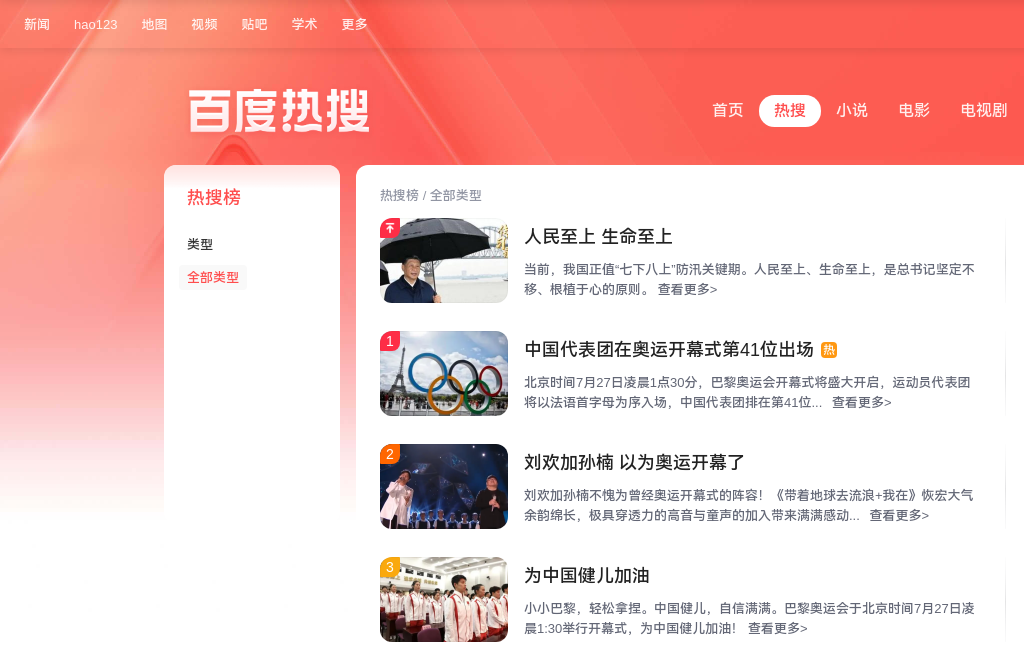 新闻 hao123 地图 视频 贴吧 学术 更多
百度热搜
首页 热搜 小说 电影 电视剧
热搜榜
类型
全部类型
热搜榜 / 全部类型
人民至上 生命至上
当前，我国正值“七下八上”防汛关键期。人民至上、生命至上，是总书记坚定不
移、根植于心的原则。 查看更多>
1
中国代表团在奥运开幕式第41位出场 热
北京时间7月27日凌晨1点30分，巴黎奥运会开幕式将盛大开启，运动员代表团
将以法语首字母为序入场，中国代表团排在第41位... 查看更多>
2
刘欢加孙楠 以为奥运开幕了
刘欢加孙楠不愧为曾经奥运开幕式的阵容！《带着地球去流浪+我在》恢宏大气
余韵绵长，极具穿透力的高音与童声的加入带来满满感动... 查看更多>
3
为中国健儿加油
小小巴黎，轻松拿捏。中国健儿，自信满满。巴黎奥运会于北京时间7月27日凌
晨1:30举行开幕式，为中国健儿加油！ 查看更多>